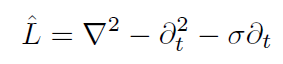 L̂ = ∇² − ∂ₜ² − σ∂ₜ